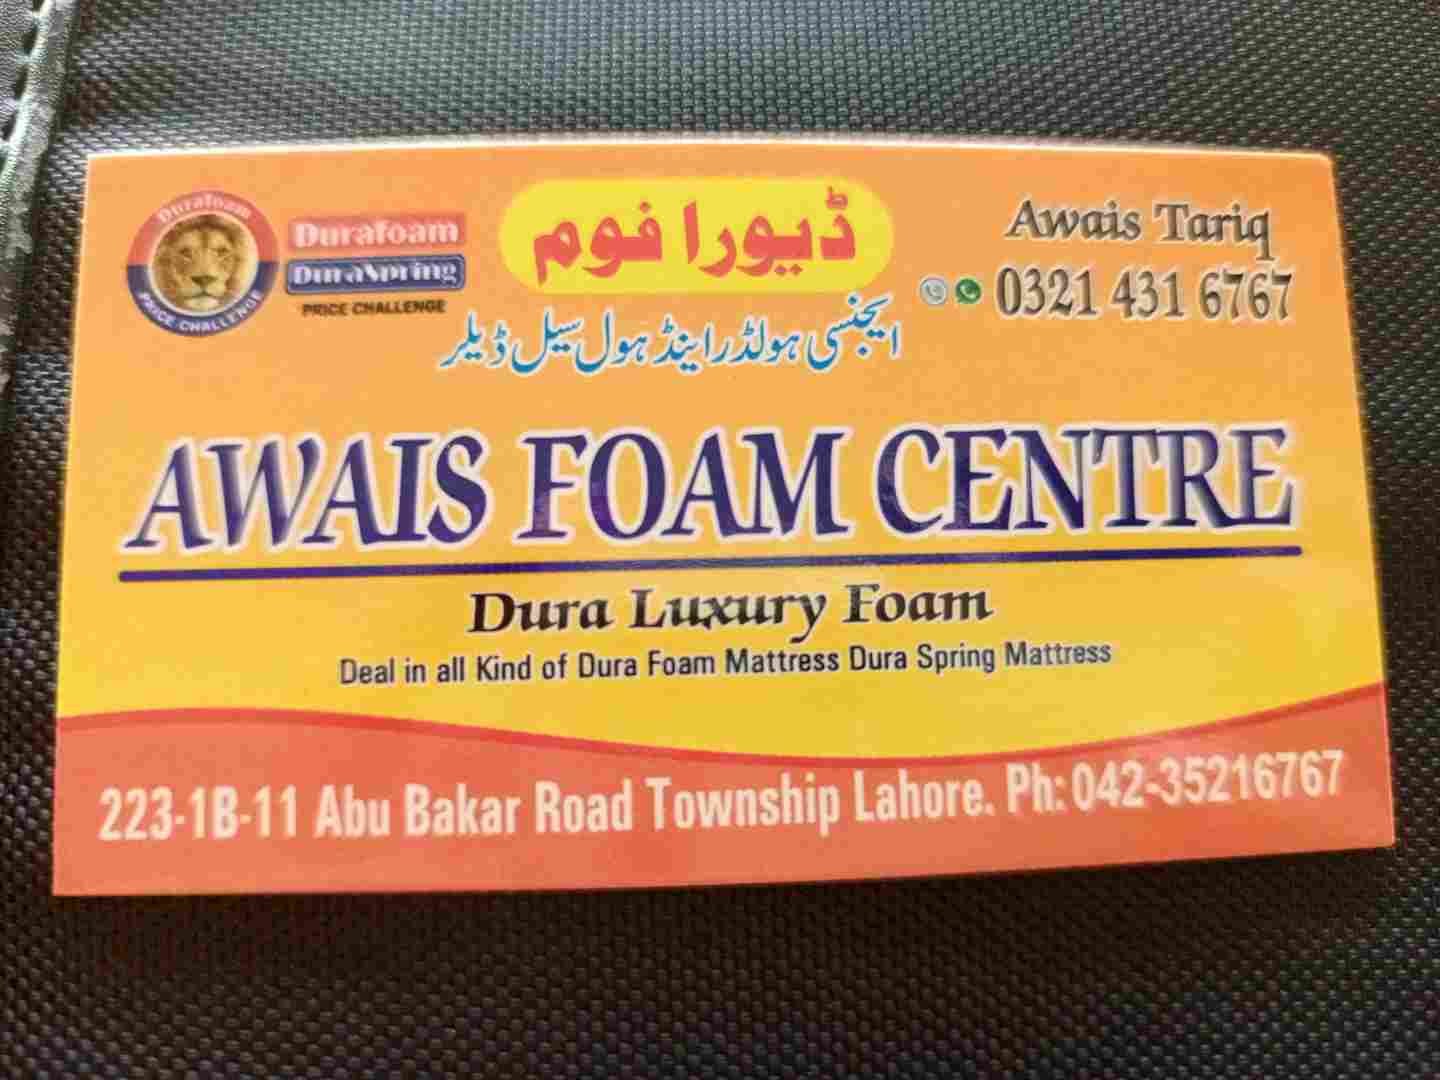 Durafoam
PRICE CHALLENGE
Durafoam
DuraSpring
PRICE CHALLENGE
ڈیورا فوم
ایجنسی ہولڈر اینڈ ہول سیل ڈیلر
Awais Tariq
0321 431 6767
AWAIS FOAM CENTRE
Dura Luxury Foam
Deal in all Kind of Dura Foam Mattress Dura Spring Mattress
223-1B-11 Abu Bakar Road Township Lahore. Ph: 042-35216767